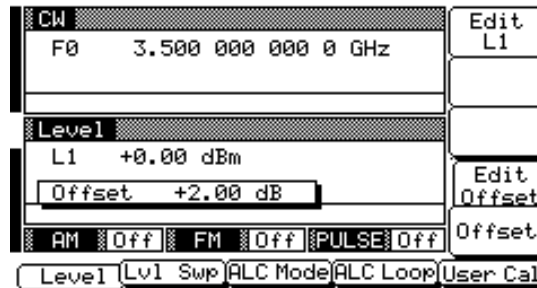 CW
F0 3.500 000 000 0 GHz
Level
L1 +0.00 dBm
Offset +2.00 dB
AM Off FM Off PULSE Off
Edit
L1
Edit
Offset
Offset
Level Lvl Swp ALC Mode ALC Loop User Cal